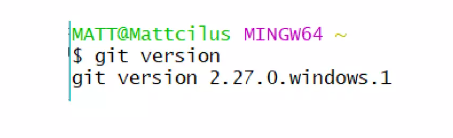 MATT@Mattcilus MINGW64 ~
$ git version
git version 2.27.0.windows.1